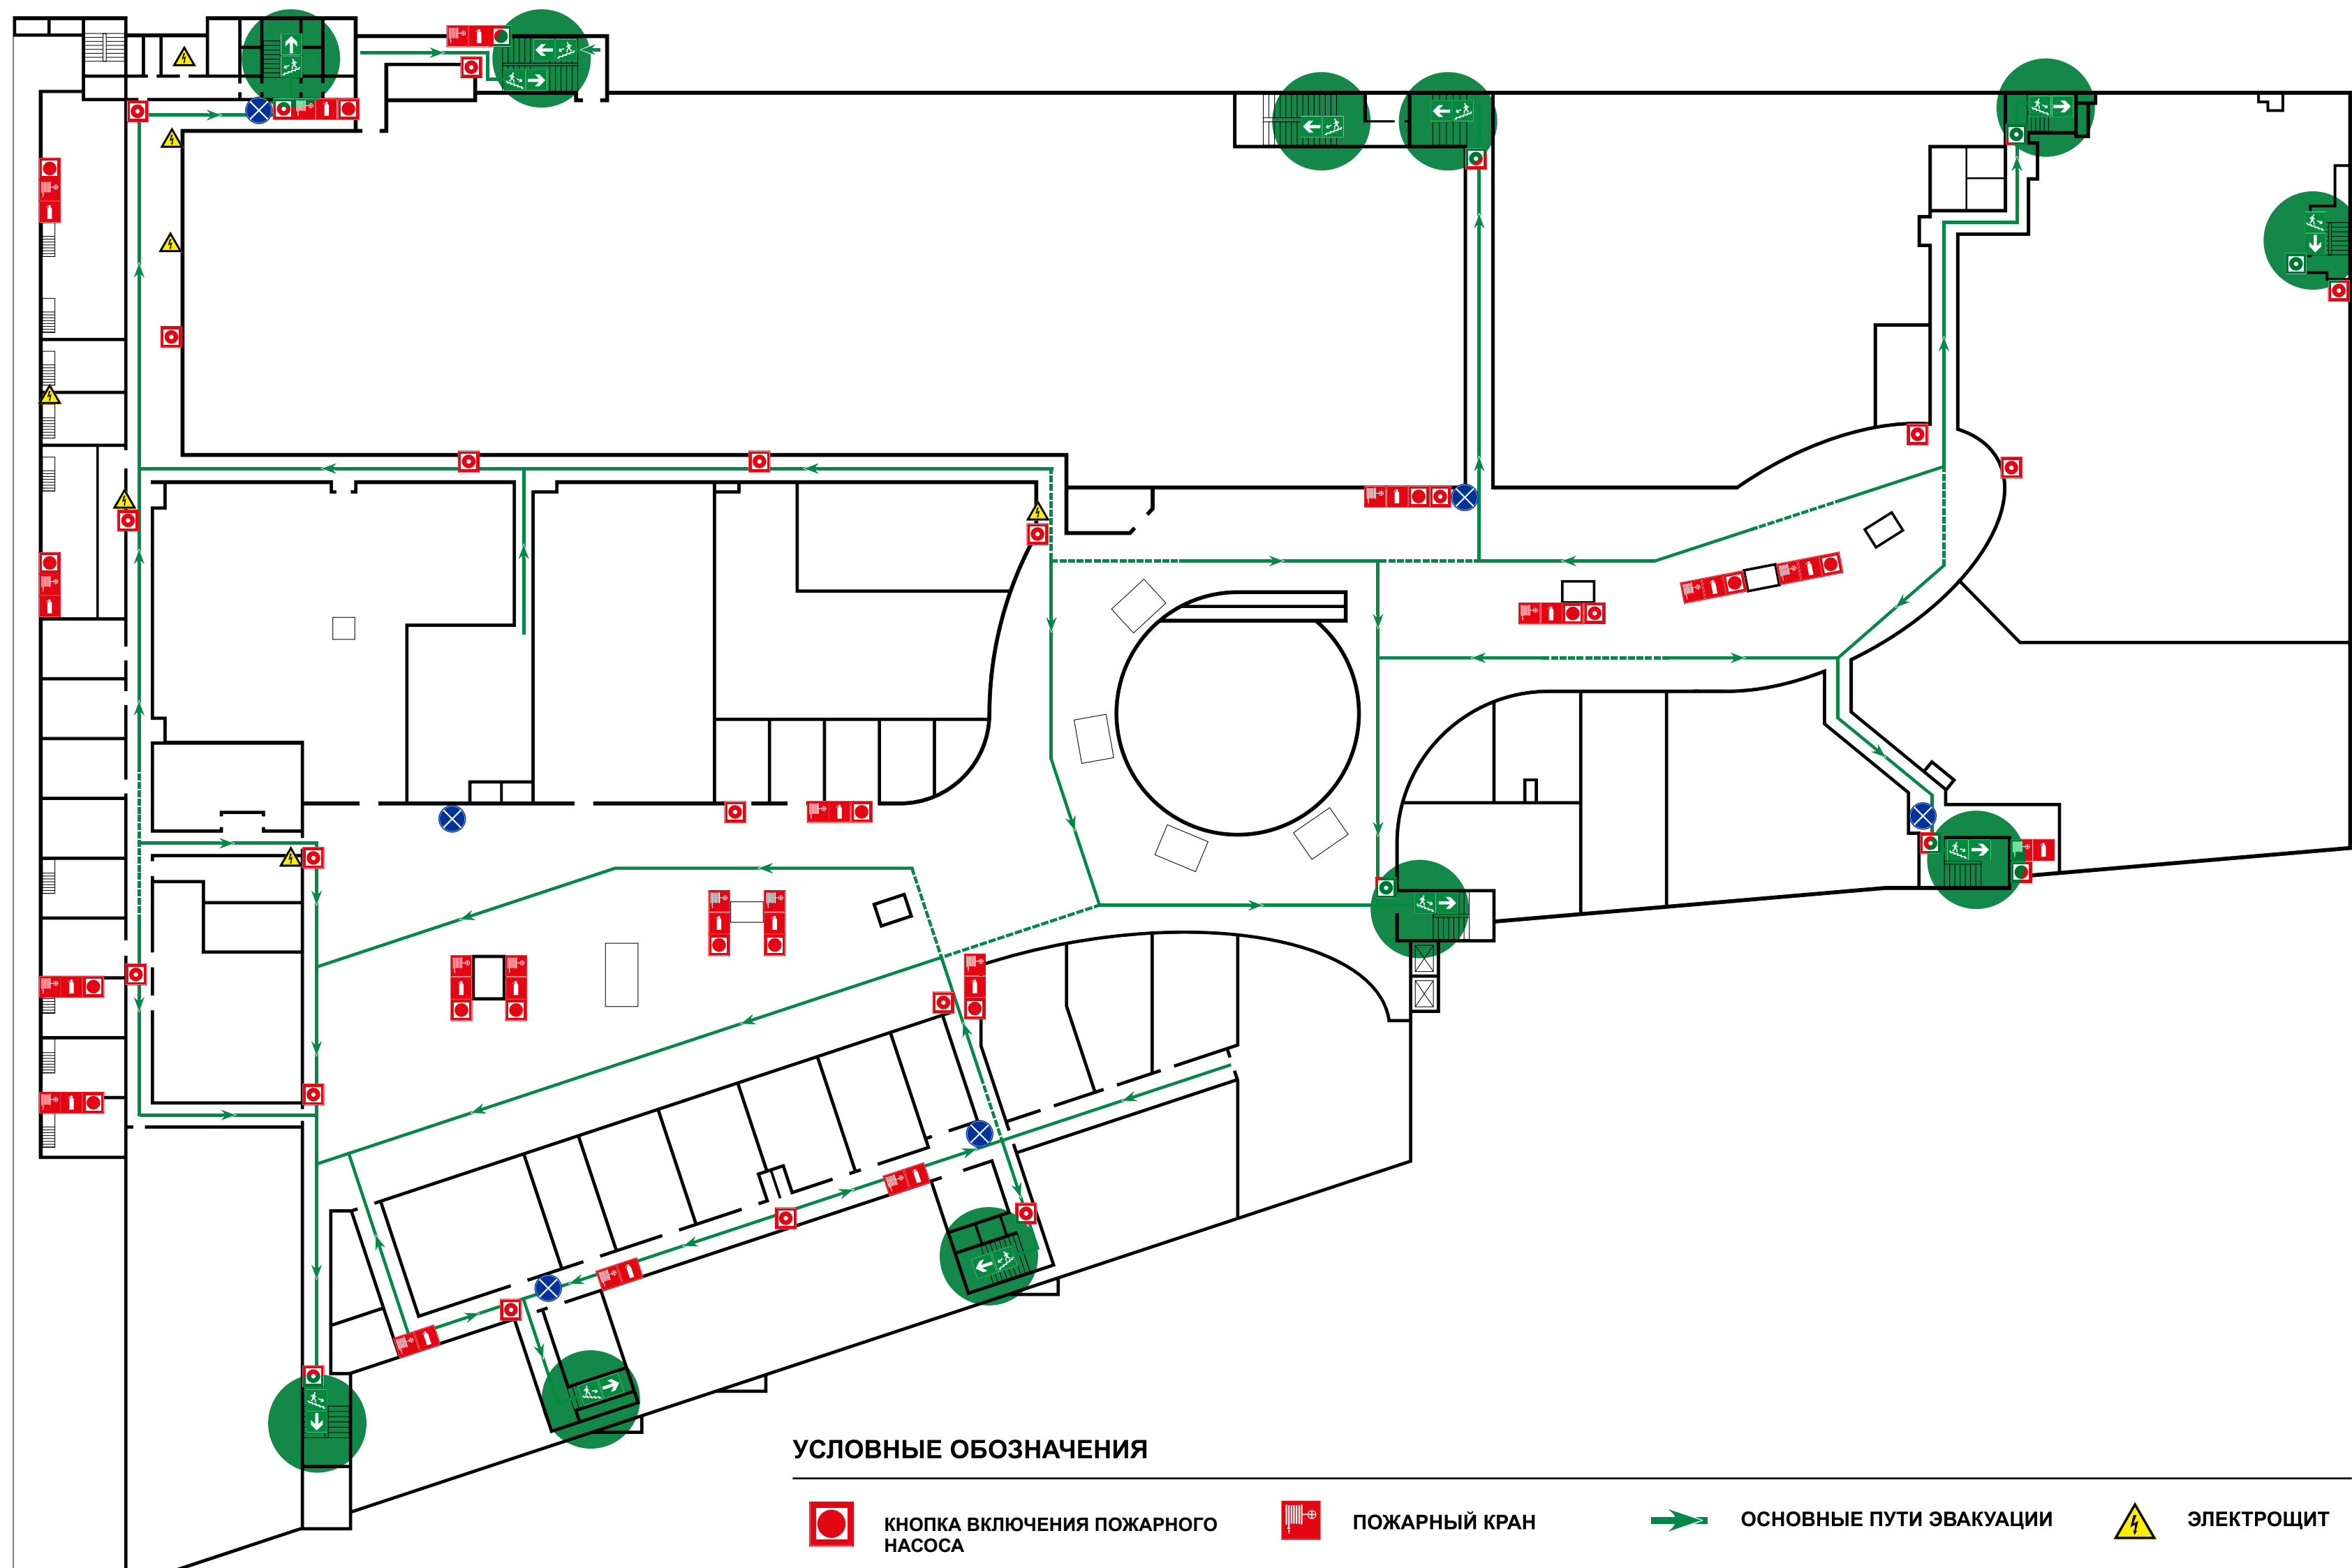 УСЛОВНЫЕ ОБОЗНАЧЕНИЯ
КНОПКА ВКЛЮЧЕНИЯ ПОЖАРНОГО
НАСОСА
ПОЖАРНЫЙ КРАН
ОСНОВНЫЕ ПУТИ ЭВАКУАЦИИ
ЭЛЕКТРОЩИТ